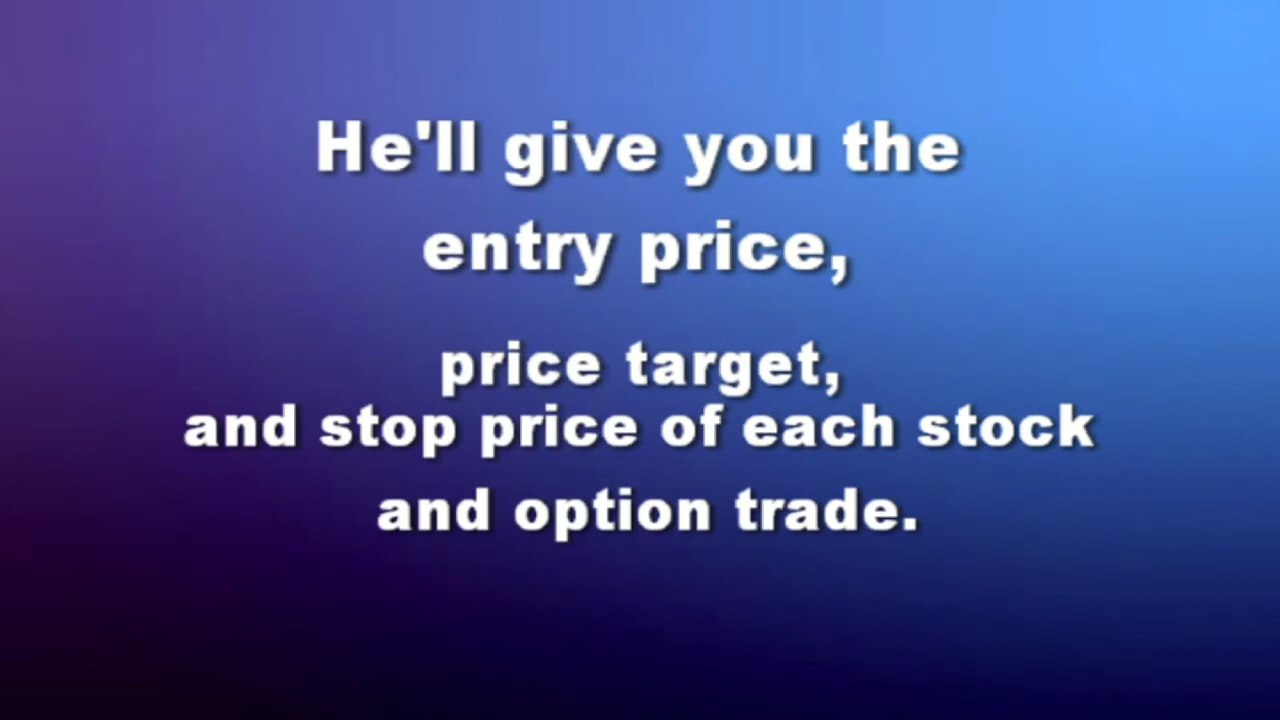 He'll give you the
entry price,
price target,
and stop price of each stock
and option trade.